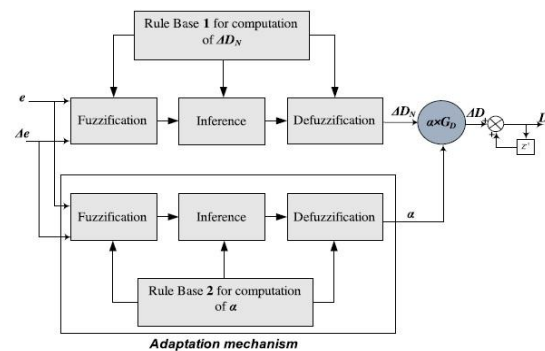 Rule Base 1 for computation
of ΔD_N
e
Δe
Fuzzification
Inference
Defuzzification
ΔD_N
α×G_D
ΔD
+
+
Fuzzification
Inference
Defuzzification
α
Rule Base 2 for computation
of α
Adaptation mechanism